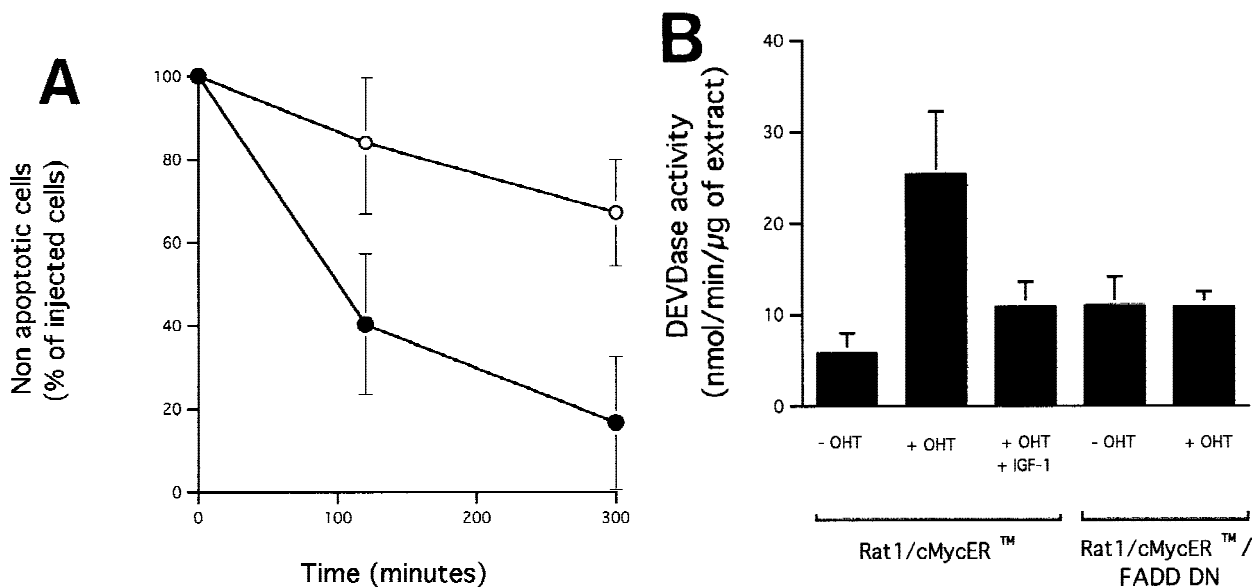 A
Non apoptotic cells
(% of injected cells)
100
80
60
40
20
0
0 100 200 300
Time (minutes)
B
DEVDase activity
(nmol/min/µg of extract)
40
30
20
10
0
- OHT + OHT + OHT - OHT + OHT
+ IGF-1
Rat1/cMycER ™ Rat1/cMycER ™ /
FADD DN